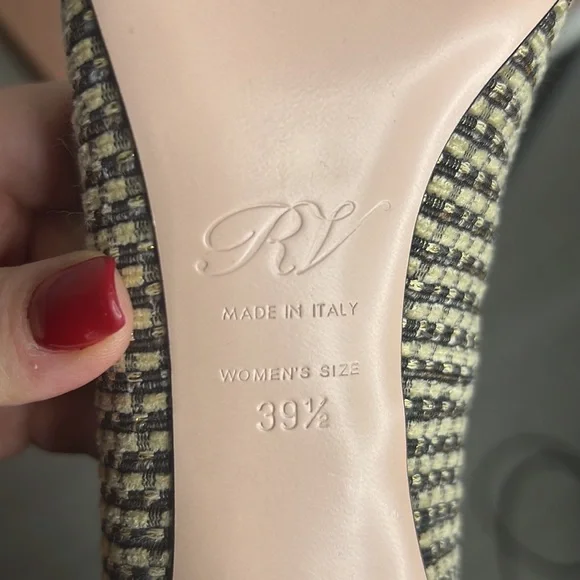 RV
MADE IN ITALY
WOMEN'S SIZE
39½